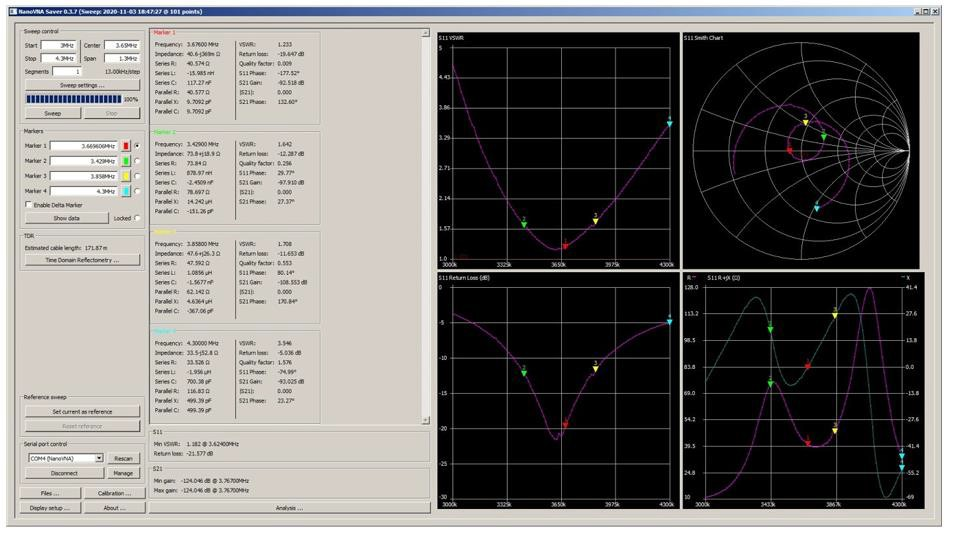 NanoVNA Saver 0.3.7 (Sweep: 2020-11-03 18:47:27 @ 101 points)
Sweep control
Start 3MHz Center 3.65MHz
Stop 4.3MHz Span 1.3MHz
Segments 1 13.00kHz/step
Sweep settings ...
100%
Sweep Stop
Markers
Marker 1 3.669606MHz
Marker 2 3.429MHz
Marker 3 3.858MHz
Marker 4 4.3MHz
Enable Delta Marker
Show data Locked
TDR
Estimated cable length: 171.87 m
Time Domain Reflectometry ...
Reference sweep
Set current as reference
Reset reference
Serial port control
COM4 (NanoVNA) Rescan
Disconnect Manage
Files ... Calibration ...
Display setup ... About ...
Marker 1
Frequency: 3.67600 MHz VSWR: 1.233
Impedance: 40.6-j369m Ω Return loss: -19.647 dB
Series R: 40.574 Ω Quality factor: 0.009
Series L: -15.985 nH S11 Phase: -177.52°
Series C: 117.27 nF S21 Gain: -92.518 dB
Parallel R: 40.577 Ω |S21|: 0.000
Parallel X: 9.7092 pF S21 Phase: 132.60°
Parallel C: 9.7092 pF
Marker 2
Frequency: 3.42900 MHz VSWR: 1.642
Impedance: 73.8+j18.9 Ω Return loss: -12.287 dB
Series R: 73.84 Ω Quality factor: 0.256
Series L: 878.97 nH S11 Phase: 29.77°
Series C: -2.4509 nF S21 Gain: -97.910 dB
Parallel R: 78.697 Ω |S21|: 0.000
Parallel X: 14.242 μH S21 Phase: 27.37°
Parallel C: -151.26 pF
Frequency: 3.85800 MHz VSWR: 1.708
Impedance: 47.6+j26.3 Ω Return loss: -11.653 dB
Series R: 47.592 Ω Quality factor: 0.553
Series L: 1.0856 μH S11 Phase: 80.14°
Series C: -1.5677 nF S21 Gain: -108.553 dB
Parallel R: 62.142 Ω |S21|: 0.000
Parallel X: 4.6364 μH S21 Phase: 170.84°
Parallel C: -367.06 pF
Frequency: 4.30000 MHz VSWR: 3.546
Impedance: 33.5-j52.8 Ω Return loss: -5.036 dB
Series R: 33.526 Ω Quality factor: 1.576
Series L: -1.956 μH S11 Phase: -74.99°
Series C: 700.38 pF S21 Gain: -93.025 dB
Parallel R: 116.83 Ω |S21|: 0.000
Parallel X: 499.39 pF S21 Phase: 23.27°
Parallel C: 499.39 pF
S11
Min VSWR: 1.182 @ 3.62400MHz
Return loss: -21.577 dB
S21
Min gain: -124.046 dB @ 3.76700MHz
Max gain: -124.046 dB @ 3.76700MHz
Analysis ...
S11 VSWR
5
4.43
3.86
3.29
2.71
2.14
1.57
1.0
3000k 3325k 3650k 3975k 4300k
S11 Smith Chart
S11 Return Loss (dB)
0
-5
-10
-15
-20
-25
-30
3000k 3325k 3650k 3975k 4300k
R S11 R+jX (Ω) X
128.0 41.4
113.2 27.6
98.5 13.8
83.8 0.0
69.0 -13.8
54.2 -27.6
39.5 -41.4
24.8 -55.2
10 -69
3000k 3433k 3867k 4300k